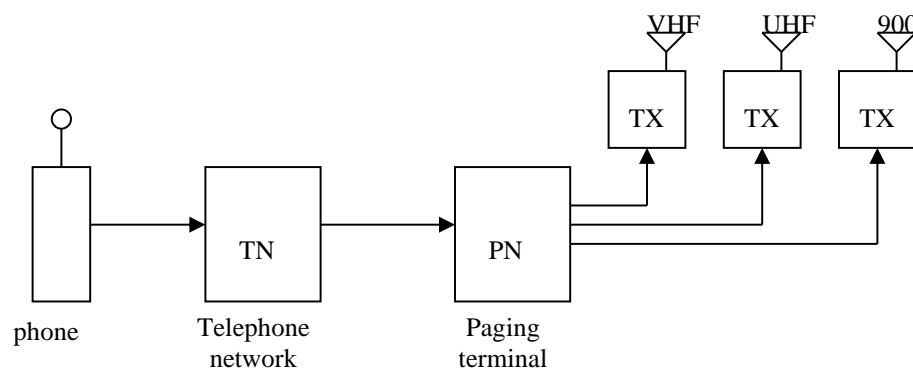 VHF UHF 900
TX TX TX
TN PN
phone
Telephone
network
Paging
terminal